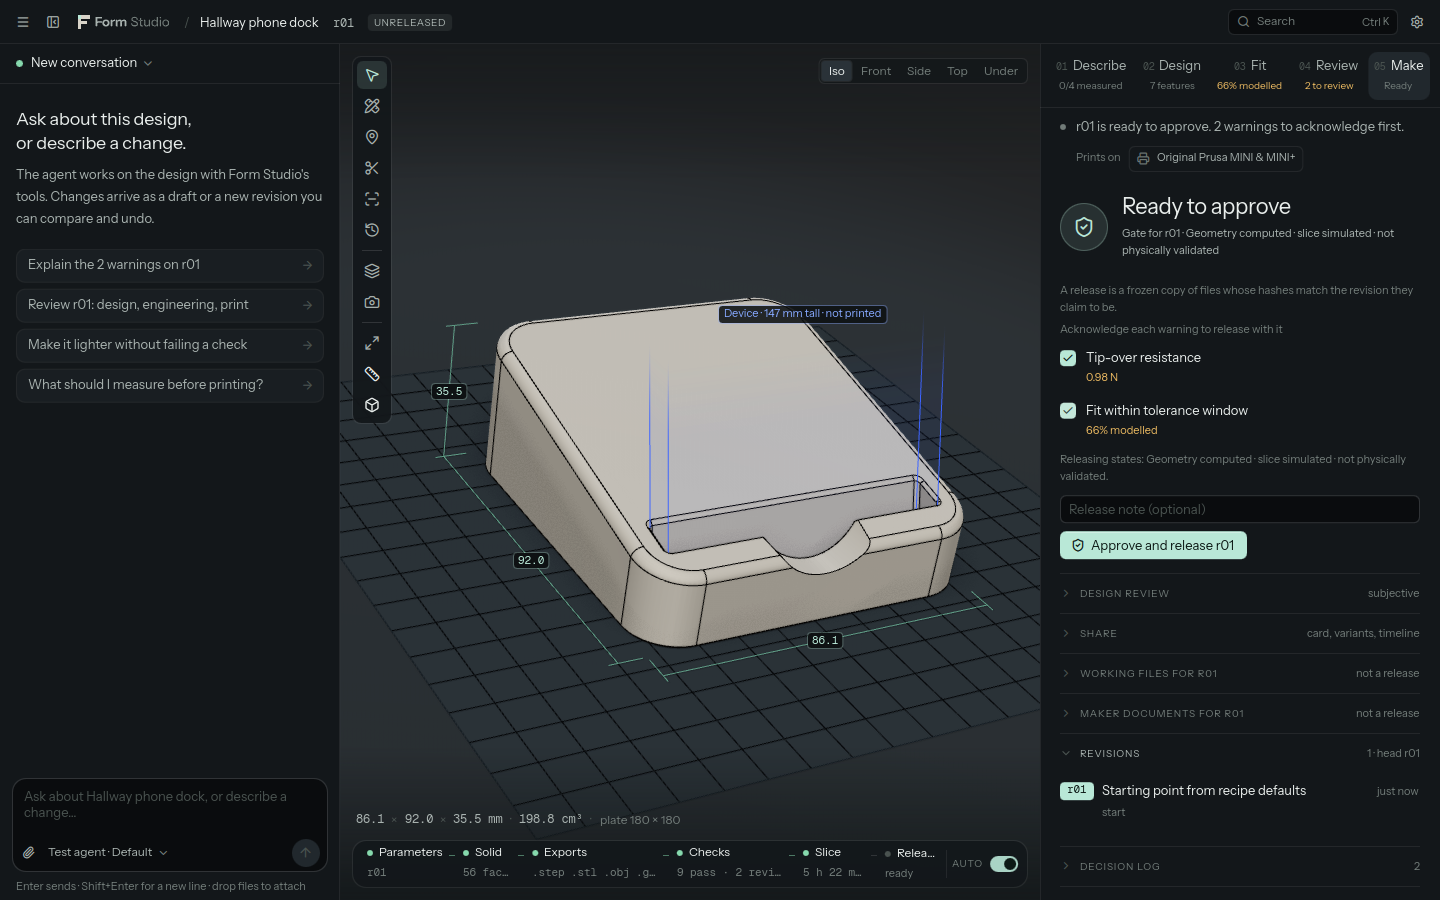 Form Studio / Hallway phone dock r01 UNRELEASED
Search Ctrl K
New conversation
Ask about this design,
or describe a change.
The agent works on the design with Form Studio's
tools. Changes arrive as a draft or a new revision you
can compare and undo.
Explain the 2 warnings on r01
Review r01: design, engineering, print
Make it lighter without failing a check
What should I measure before printing?
Ask about Hallway phone dock, or describe a
change…
Test agent · Default
Enter sends · Shift+Enter for a new line · drop files to attach
Iso Front Side Top Under
Device · 147 mm tall · not printed
35.5
92.0
86.1
86.1 × 92.0 × 35.5 mm · 198.8 cm³ · plate 180 × 180
Parameters Solid Exports Checks Slice Relea…
r01 56 fac… .step .stl .obj .g… 9 pass · 2 revi… 5 h 22 m… ready
AUTO
01 Describe 02 Design 03 Fit 04 Review 05 Make
0/4 measured 7 features 66% modelled 2 to review Ready
r01 is ready to approve. 2 warnings to acknowledge first.
Prints on Original Prusa MINI & MINI+
Ready to approve
Gate for r01 · Geometry computed · slice simulated · not
physically validated
A release is a frozen copy of files whose hashes match the revision they
claim to be.
Acknowledge each warning to release with it
Tip-over resistance
0.98 N
Fit within tolerance window
66% modelled
Releasing states: Geometry computed · slice simulated · not physically
validated.
Release note (optional)
Approve and release r01
DESIGN REVIEW subjective
SHARE card, variants, timeline
WORKING FILES FOR R01 not a release
MAKER DOCUMENTS FOR R01 not a release
REVISIONS 1 · head r01
r01 Starting point from recipe defaults just now
start
DECISION LOG 2